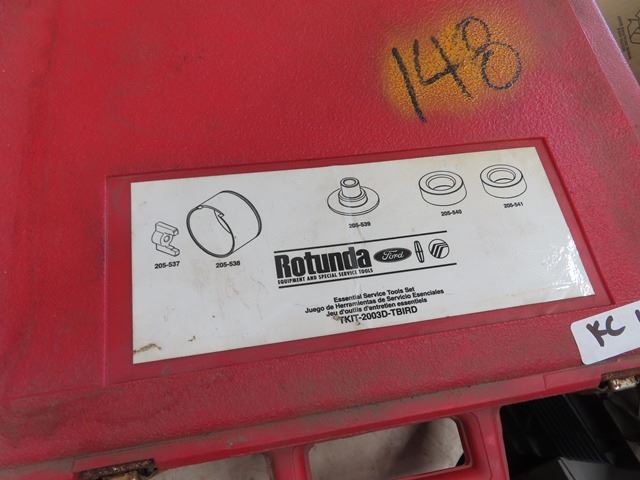 148
205-537
205-538
205-539
205-540
205-541
Rotunda Ford
EQUIPMENT AND SPECIAL SERVICE TOOLS
Essential Service Tools Set
Juego de Herramientas de Servicio Esenciales
Jeu d'outils d'entretien essentiels
TKIT-2003D-TBIRD
KC